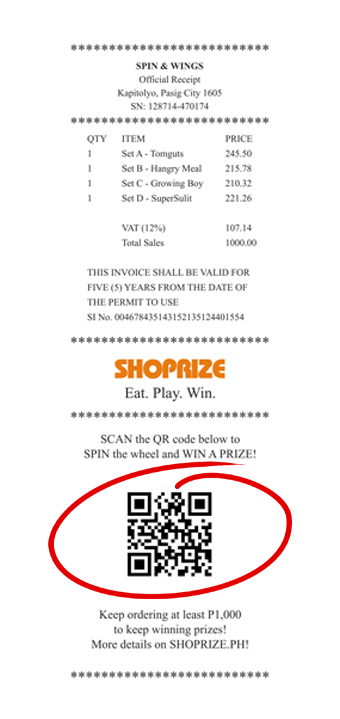 **************************
SPIN & WINGS
Official Receipt
Kapitolyo, Pasig City 1605
SN: 128714-470174
**************************
QTY ITEM PRICE
1 Set A - Tomguts 245.50
1 Set B - Hangry Meal 215.78
1 Set C - Growing Boy 210.32
1 Set D - SuperSulit 221.26
VAT (12%) 107.14
Total Sales 1000.00
THIS INVOICE SHALL BE VALID FOR
FIVE (5) YEARS FROM THE DATE OF
THE PERMIT TO USE
SI No. 004678435143152135124401554
**************************
SHOPRIZE
Eat. Play. Win.
**************************
SCAN the QR code below to
SPIN the wheel and WIN A PRIZE!
Keep ordering at least P1,000
to keep winning prizes!
More details on SHOPRIZE.PH!
**************************